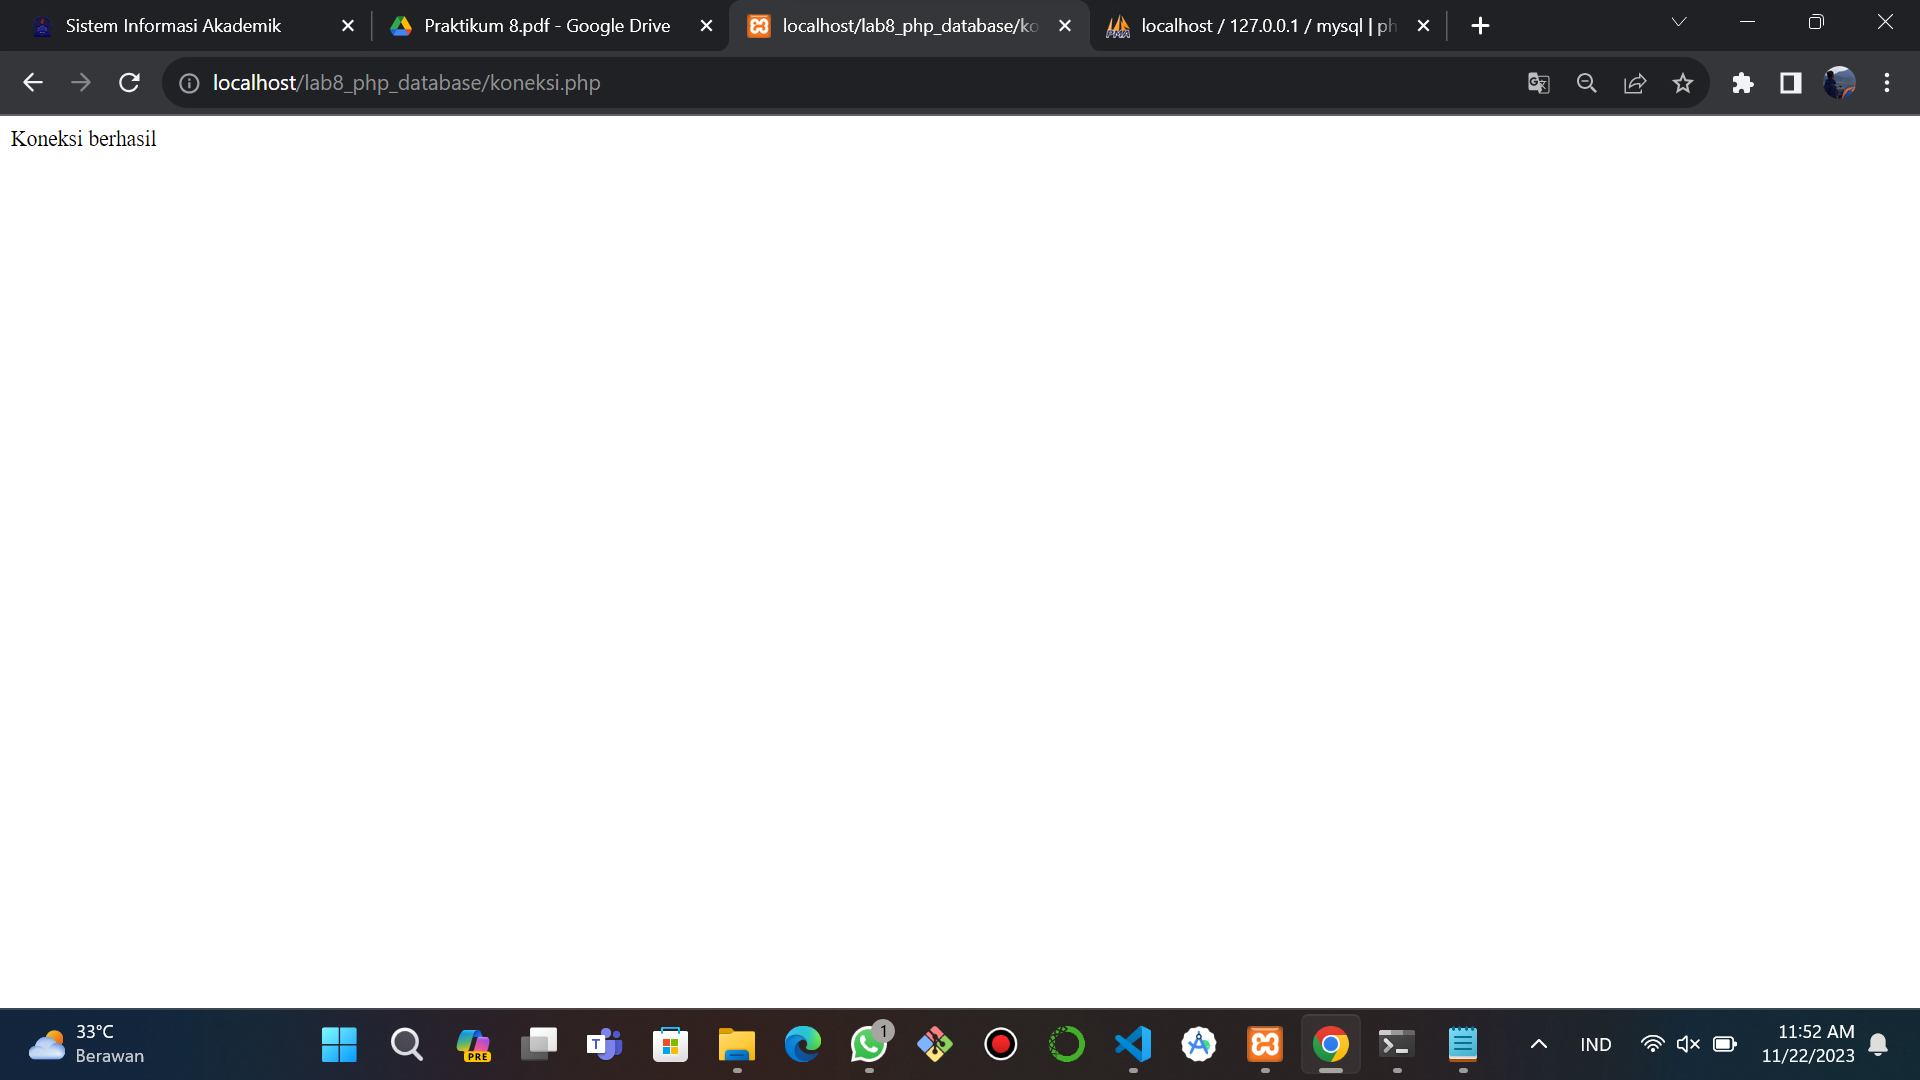 Sistem Informasi Akademik
Praktikum 8.pdf - Google Drive
localhost/lab8_php_database/ko
localhost / 127.0.0.1 / mysql | ph
localhost/lab8_php_database/koneksi.php
Koneksi berhasil
33°C
Berawan
PRE
T
1
IND
11:52 AM
11/22/2023